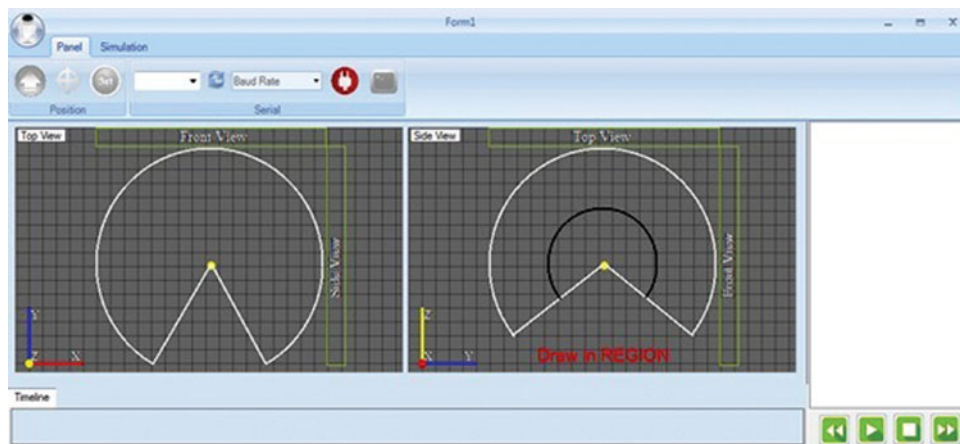 Form1
Panel Simulation
Set
Baud Rate
Position Serial
Top View
Front View
Side View
Y
Z X
Side View
Top View
Front View
Z
X Y
Draw in REGION
Timeline